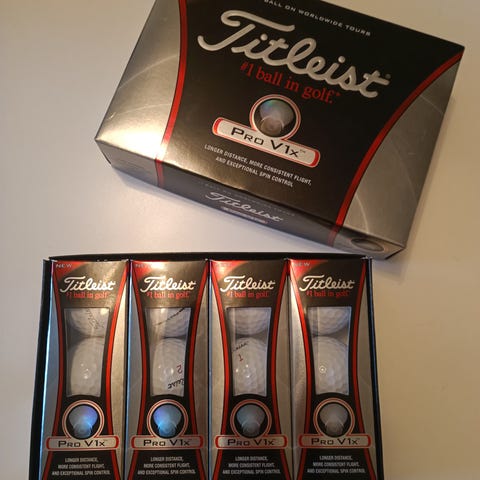 BALL ON WORLDWIDE TOURS
Titleist
#1 ball in golf.
PRO V1x
LONGER DISTANCE, MORE CONSISTENT FLIGHT,
AND EXCEPTIONAL SPIN CONTROL
Titleist
NEW
Titleist
#1 ball in golf.
PRO V1x
LONGER DISTANCE,
MORE CONSISTENT FLIGHT,
AND EXCEPTIONAL SPIN CONTROL
NEW
Titleist
#1 ball in golf.
2
PRO V1x
LONGER DISTANCE,
MORE CONSISTENT FLIGHT,
AND EXCEPTIONAL SPIN CONTROL
Titleist
#1 ball in golf.
1
PRO V1x
LONGER DISTANCE,
MORE CONSISTENT FLIGHT,
AND EXCEPTIONAL SPIN CONTROL
NEW
Titleist
#1 ball in golf.
PRO V1x
LONGER DISTANCE,
MORE CONSISTENT FLIGHT,
AND EXCEPTIONAL SPIN CONTROL